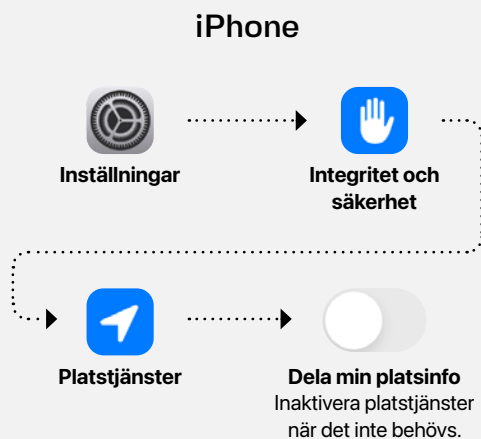 iPhone
Inställningar
Integritet och
säkerhet
Platstjänster
Dela min platsinfo
Inaktivera platstjänster
när det inte behövs.